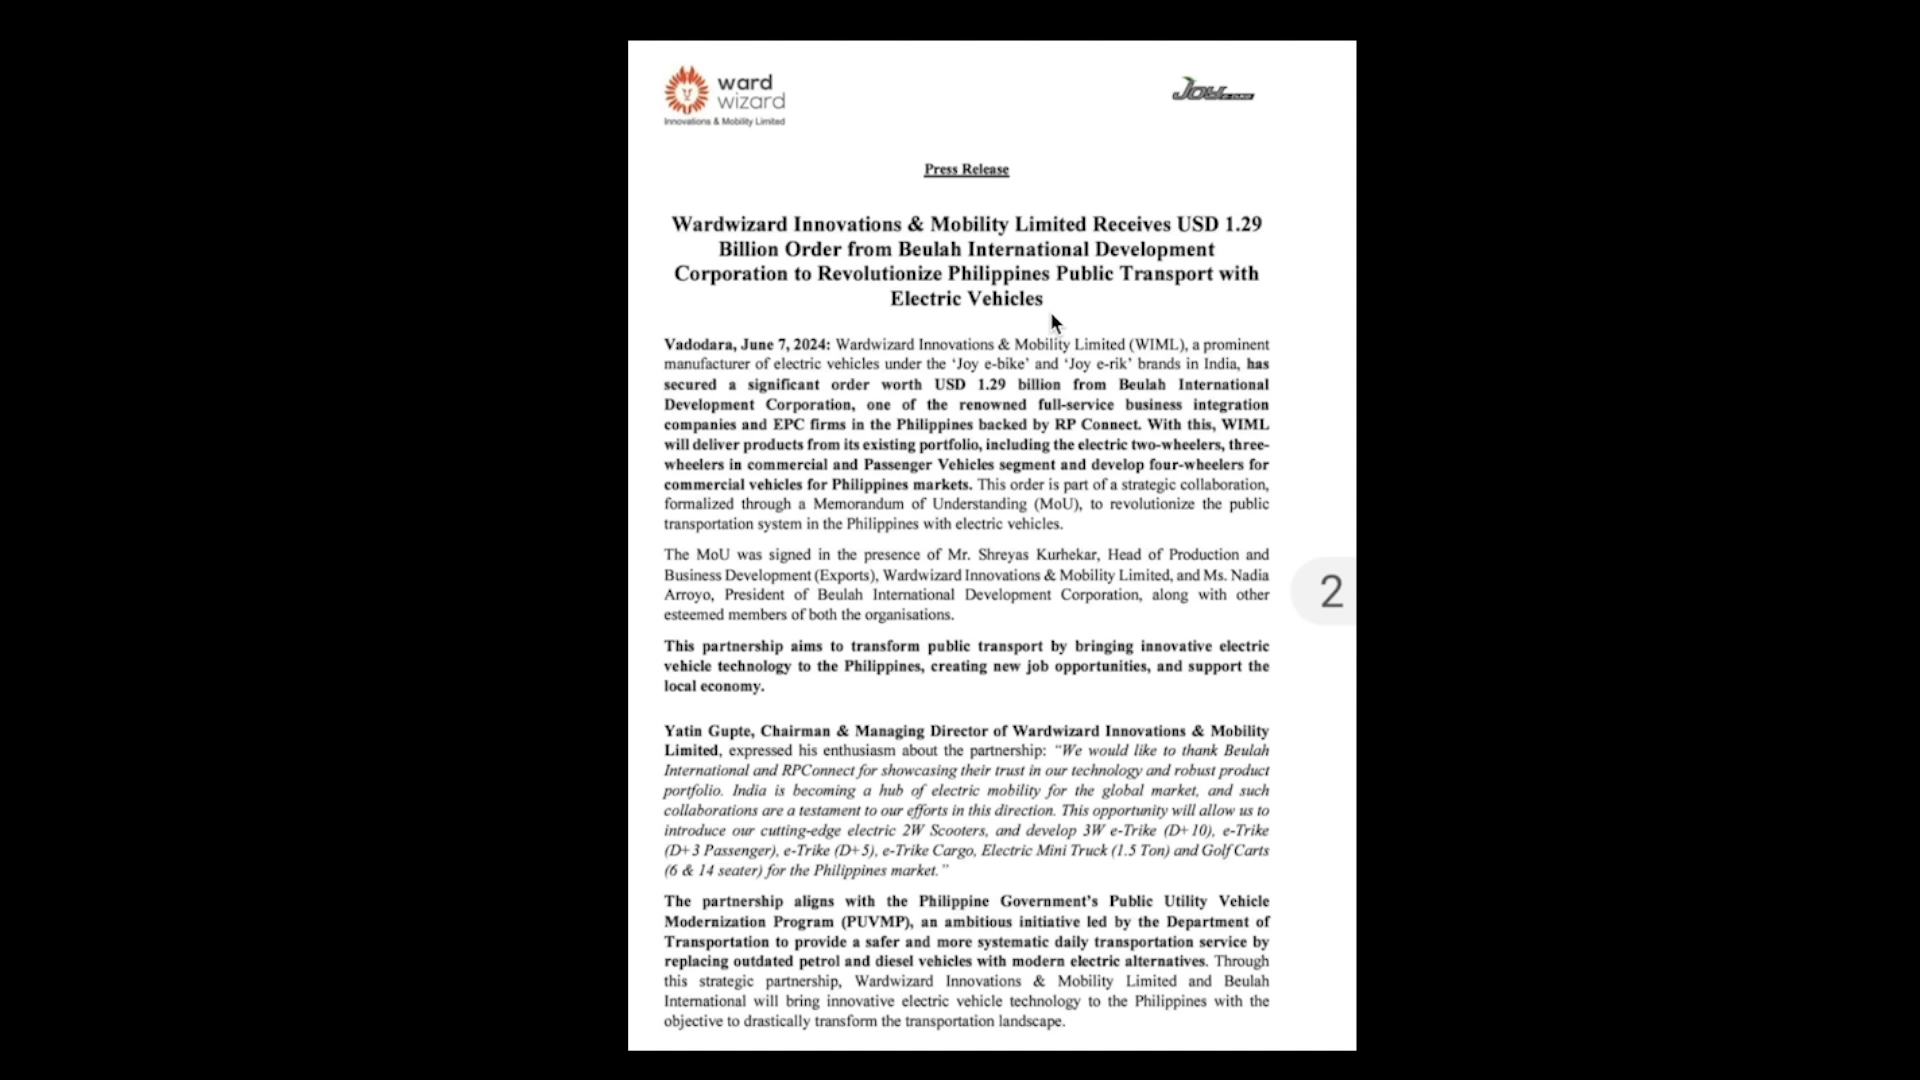 ward
wizard
Innovations & Mobility Limited
Joy
Press Release
Wardwizard Innovations & Mobility Limited Receives USD 1.29
Billion Order from Beulah International Development
Corporation to Revolutionize Philippines Public Transport with
Electric Vehicles
Vadodara, June 7, 2024: Wardwizard Innovations & Mobility Limited (WIML), a prominent
manufacturer of electric vehicles under the ‘Joy e-bike’ and ‘Joy e-rik’ brands in India, has
secured a significant order worth USD 1.29 billion from Beulah International
Development Corporation, one of the renowned full-service business integration
companies and EPC firms in the Philippines backed by RP Connect. With this, WIML
will deliver products from its existing portfolio, including the electric two-wheelers, three-
wheelers in commercial and Passenger Vehicles segment and develop four-wheelers for
commercial vehicles for Philippines markets. This order is part of a strategic collaboration,
formalized through a Memorandum of Understanding (MoU), to revolutionize the public
transportation system in the Philippines with electric vehicles.
The MoU was signed in the presence of Mr. Shreyas Kurhekar, Head of Production and
Business Development (Exports), Wardwizard Innovations & Mobility Limited, and Ms. Nadia
Arroyo, President of Beulah International Development Corporation, along with other
esteemed members of both the organisations.
2
This partnership aims to transform public transport by bringing innovative electric
vehicle technology to the Philippines, creating new job opportunities, and support the
local economy.
Yatin Gupte, Chairman & Managing Director of Wardwizard Innovations & Mobility
Limited, expressed his enthusiasm about the partnership: “We would like to thank Beulah
International and RPConnect for showcasing their trust in our technology and robust product
portfolio. India is becoming a hub of electric mobility for the global market, and such
collaborations are a testament to our efforts in this direction. This opportunity will allow us to
introduce our cutting-edge electric 2W Scooters, and develop 3W e-Trike (D+10), e-Trike
(D+3 Passenger), e-Trike (D+5), e-Trike Cargo, Electric Mini Truck (1.5 Ton) and Golf Carts
(6 & 14 seater) for the Philippines market.”
The partnership aligns with the Philippine Government’s Public Utility Vehicle
Modernization Program (PUVMP), an ambitious initiative led by the Department of
Transportation to provide a safer and more systematic daily transportation service by
replacing outdated petrol and diesel vehicles with modern electric alternatives. Through
this strategic partnership, Wardwizard Innovations & Mobility Limited and Beulah
International will bring innovative electric vehicle technology to the Philippines with the
objective to drastically transform the transportation landscape.